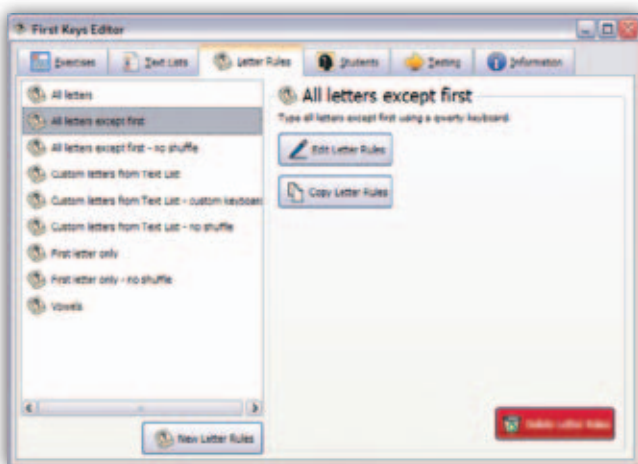 First Keys Editor
Exercises Text Lists Letter Rules Students Testing Information
All letters
All letters except first
All letters except first - no shuffle
Custom letters from Text List
Custom letters from Text List - custom keyboard
Custom letters from Text List - no shuffle
First letter only
First letter only - no shuffle
Vowels
New Letter Rules
All letters except first
Type all letters except first using a qwerty keyboard.
Edit Letter Rules
Copy Letter Rules
Delete Letter Rules